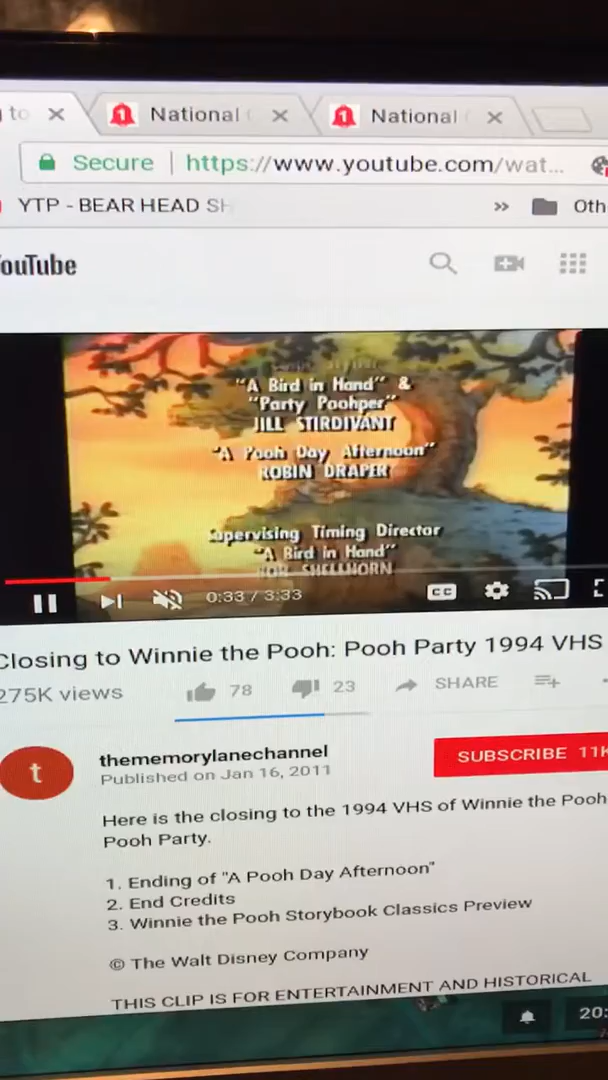 to
National
National
Secure | https://www.youtube.com/wat...
YTP - BEAR HEAD SH
» Oth
YouTube
"A Bird in Hand" &
"Party Poohper"
JILL STIRDIVANT
"A Pooh Day Afternoon"
ROBIN DRAPER
Supervising Timing Director
"A Bird in Hand"
BOB SHELLHORN
0:33 / 3:33
CC
Closing to Winnie the Pooh: Pooh Party 1994 VHS
275K views
78
23
SHARE
t
thememorylanechannel
Published on Jan 16, 2011
SUBSCRIBE 11K
Here is the closing to the 1994 VHS of Winnie the Pooh
Pooh Party.
1. Ending of "A Pooh Day Afternoon"
2. End Credits
3. Winnie the Pooh Storybook Classics Preview
© The Walt Disney Company
THIS CLIP IS FOR ENTERTAINMENT AND HISTORICAL
20: